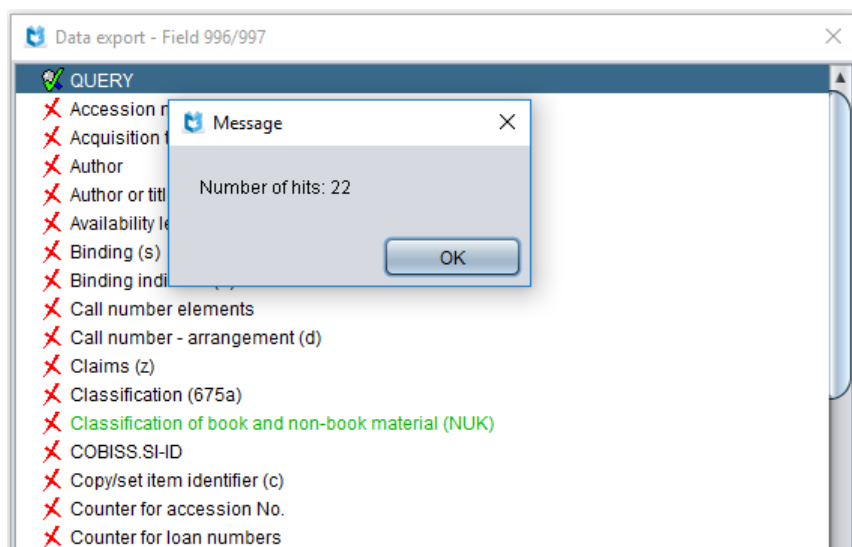 Data export - Field 996/997
QUERY
Accession
Acquisition
Author
Author or titl
Availability le
Binding (s)
Binding indi
Call number elements
Call number - arrangement (d)
Claims (z)
Classification (675a)
Classification of book and non-book material (NUK)
COBISS.SI-ID
Copy/set item identifier (c)
Counter for accession No.
Counter for loan numbers
Message
Number of hits: 22
OK